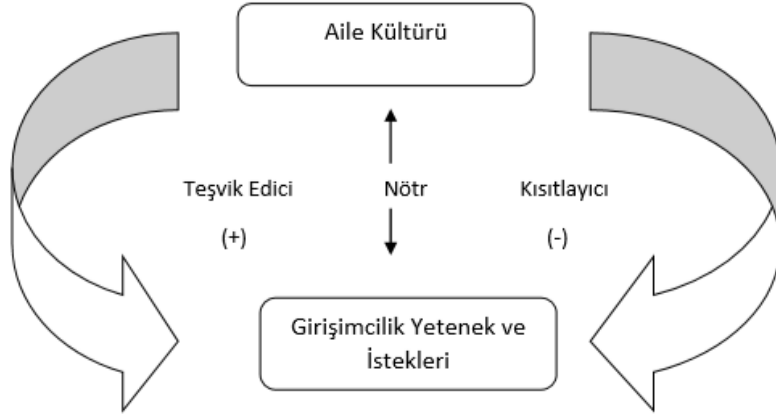 Aile Kültürü
Teşvik Edici Nötr Kısıtlayıcı
(+) (-)
Girişimcilik Yetenek ve
İstekleri